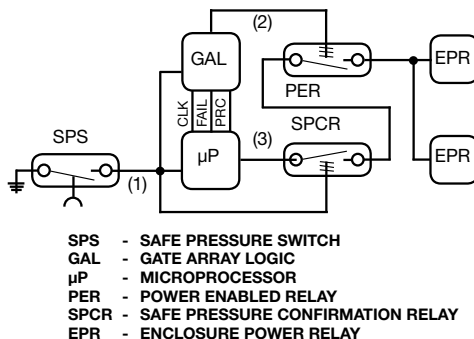 (2)
GAL
EPR
PER
CLK
FAIL
PRC
SPCR
SPS
µP
(3)
EPR
(1)
SPS - SAFE PRESSURE SWITCH
GAL - GATE ARRAY LOGIC
µP - MICROPROCESSOR
PER - POWER ENABLED RELAY
SPCR - SAFE PRESSURE CONFIRMATION RELAY
EPR - ENCLOSURE POWER RELAY